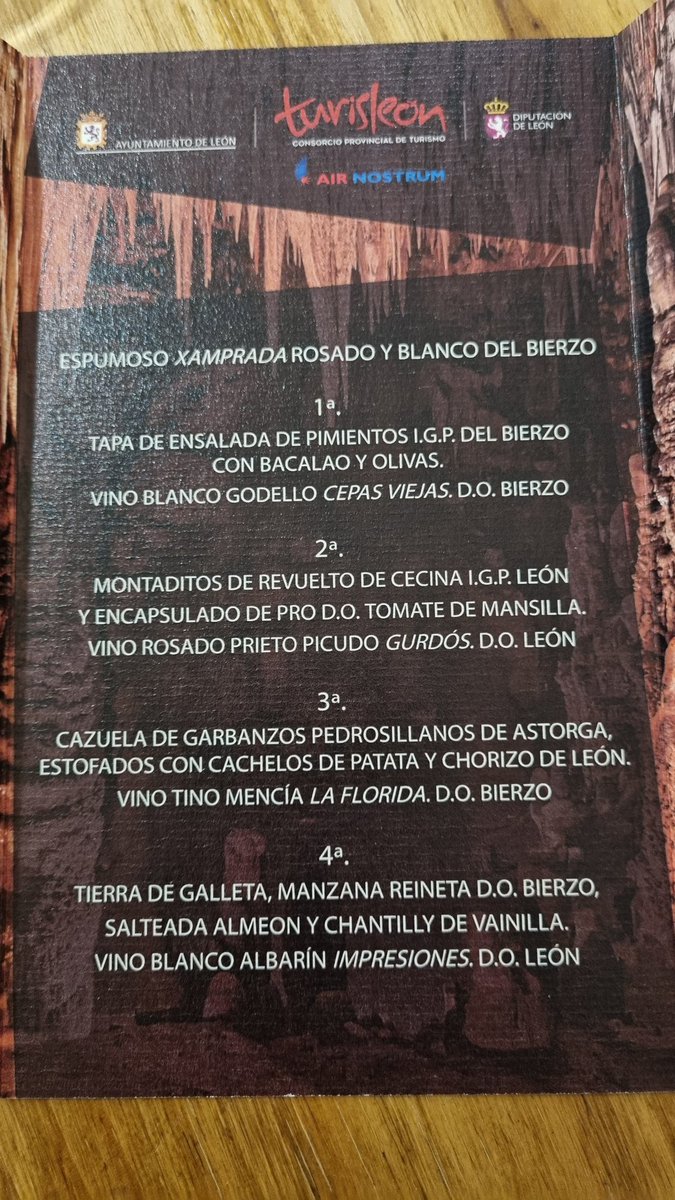 AYUNTAMIENTO DE LEÓN
turisleón
CONSORCIO PROVINCIAL DE TURISMO
DIPUTACIÓN
DE LEÓN
AIR NOSTRUM
ESPUMOSO XAMPRADA ROSADO Y BLANCO DEL BIERZO
1ª.
TAPA DE ENSALADA DE PIMIENTOS I.G.P. DEL BIERZO
CON BACALAO Y OLIVAS.
VINO BLANCO GODELLO CEPAS VIEJAS. D.O. BIERZO
2ª.
MONTADITOS DE REVUELTO DE CECINA I.G.P. LEÓN
Y ENCAPSULADO DE PRO D.O. TOMATE DE MANSILLA.
VINO ROSADO PRIETO PICUDO GURDÓS. D.O. LEÓN
3ª.
CAZUELA DE GARBANZOS PEDROSILLANOS DE ASTORGA,
ESTOFADOS CON CACHELOS DE PATATA Y CHORIZO DE LEÓN.
VINO TINO MENCÍA LA FLORIDA. D.O. BIERZO
4ª.
TIERRA DE GALLETA, MANZANA REINETA D.O. BIERZO,
SALTEADA ALMEON Y CHANTILLY DE VAINILLA.
VINO BLANCO ALBARÍN IMPRESIONES. D.O. LEÓN